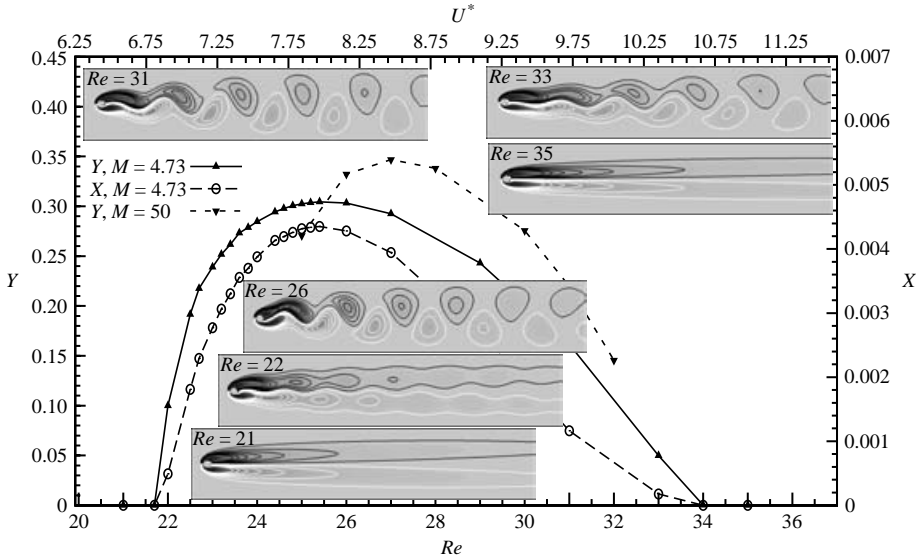 U*
6.25 6.75 7.25 7.75 8.25 8.75 9.25 9.75 10.25 10.75 11.25
0.45 0.007
Re = 31 Re = 33
0.40 0.006
0.35 Re = 35
Y, M = 4.73
X, M = 4.73
Y, M = 50
0.005
0.30
0.25 0.004
Re = 26
Y X
0.20 0.003
0.15 Re = 22
0.002
0.10
Re = 21
0.05 0.001
0 0
20 22 24 26 28 30 32 34 36
Re